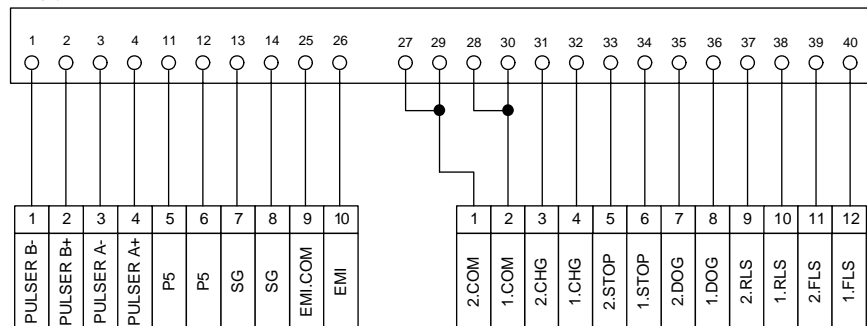 1 2 3 4 11 12 13 14 25 26 27 29 28 30 31 32 33 34 35 36 37 38 39 40
1 2 3 4 5 6 7 8 9 10
PULSER B- PULSER B+ PULSER A- PULSER A+ P5 P5 SG SG EMI.COM EMI
1 2 3 4 5 6 7 8 9 10 11 12
2.COM 1.COM 2.CHG 1.CHG 2.STOP 1.STOP 2.DOG 1.DOG 2.RLS 1.RLS 2.FLS 1.FLS